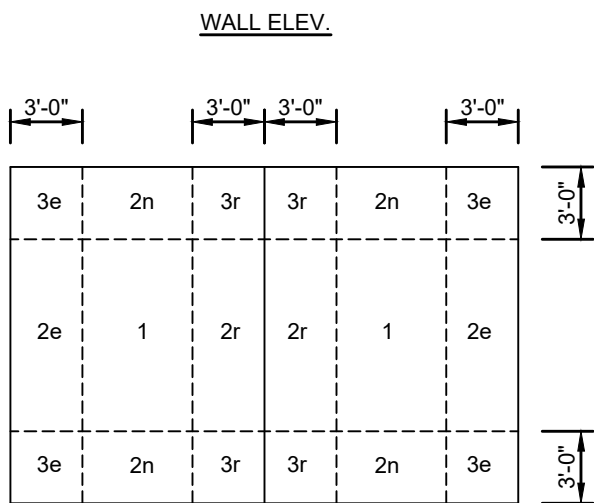 WALL ELEV.
3'-0" 3'-0" 3'-0" 3'-0"
3e 2n 3r 3r 2n 3e
3'-0"
2e 1 2r 2r 1 2e
3e 2n 3r 3r 2n 3e
3'-0"